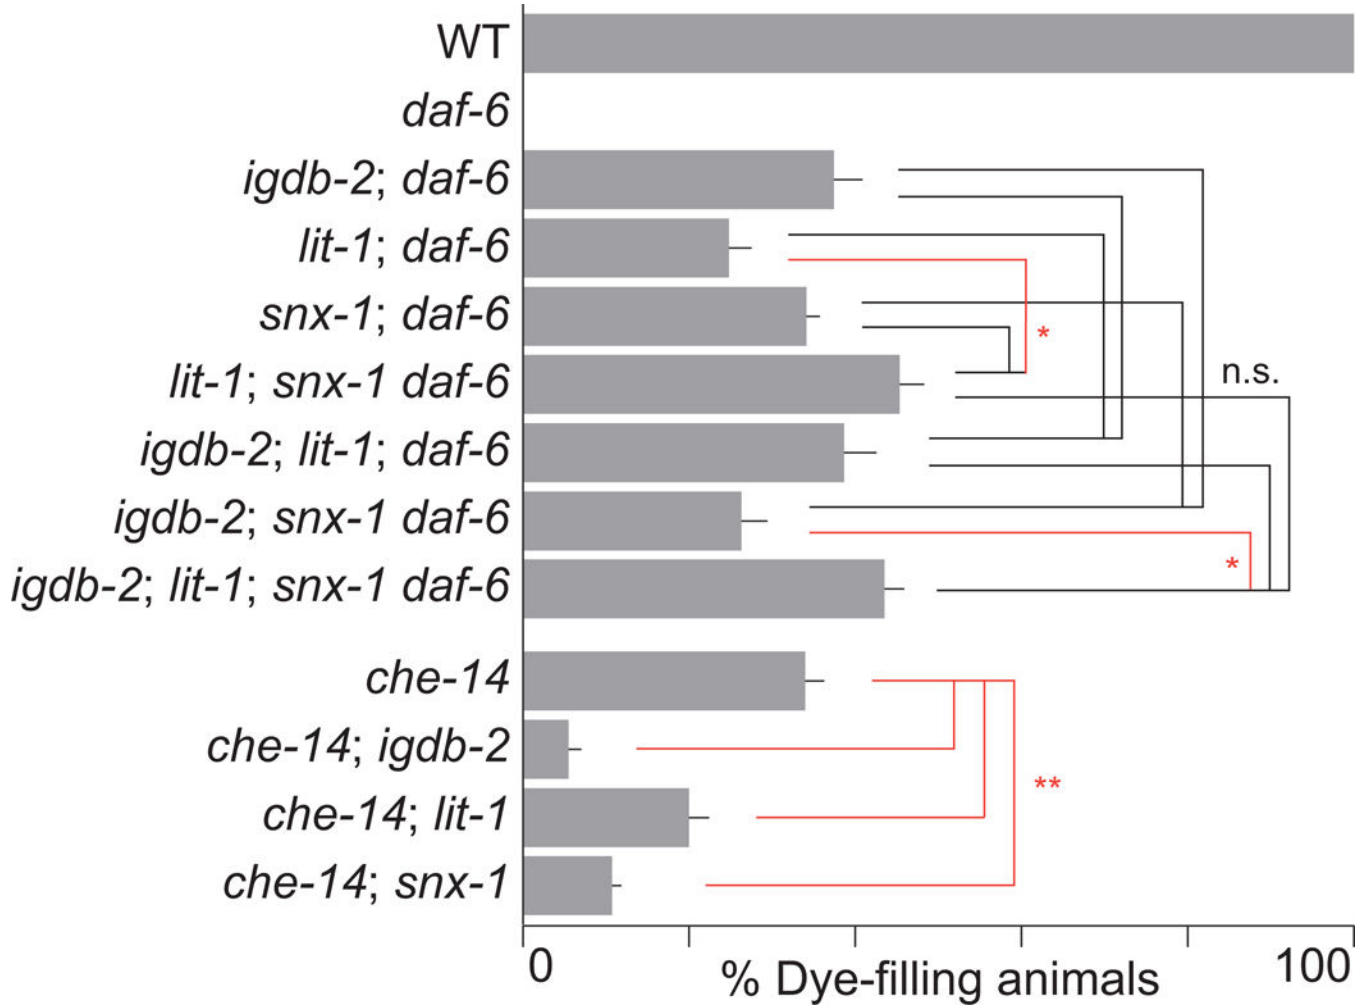 WT
daf-6
igdb-2; daf-6
lit-1; daf-6
snx-1; daf-6
*
lit-1; snx-1 daf-6
n.s.
igdb-2; lit-1; daf-6
igdb-2; snx-1 daf-6
*
igdb-2; lit-1; snx-1 daf-6
che-14
che-14; igdb-2
**
che-14; lit-1
che-14; snx-1
0
% Dye-filling animals
100